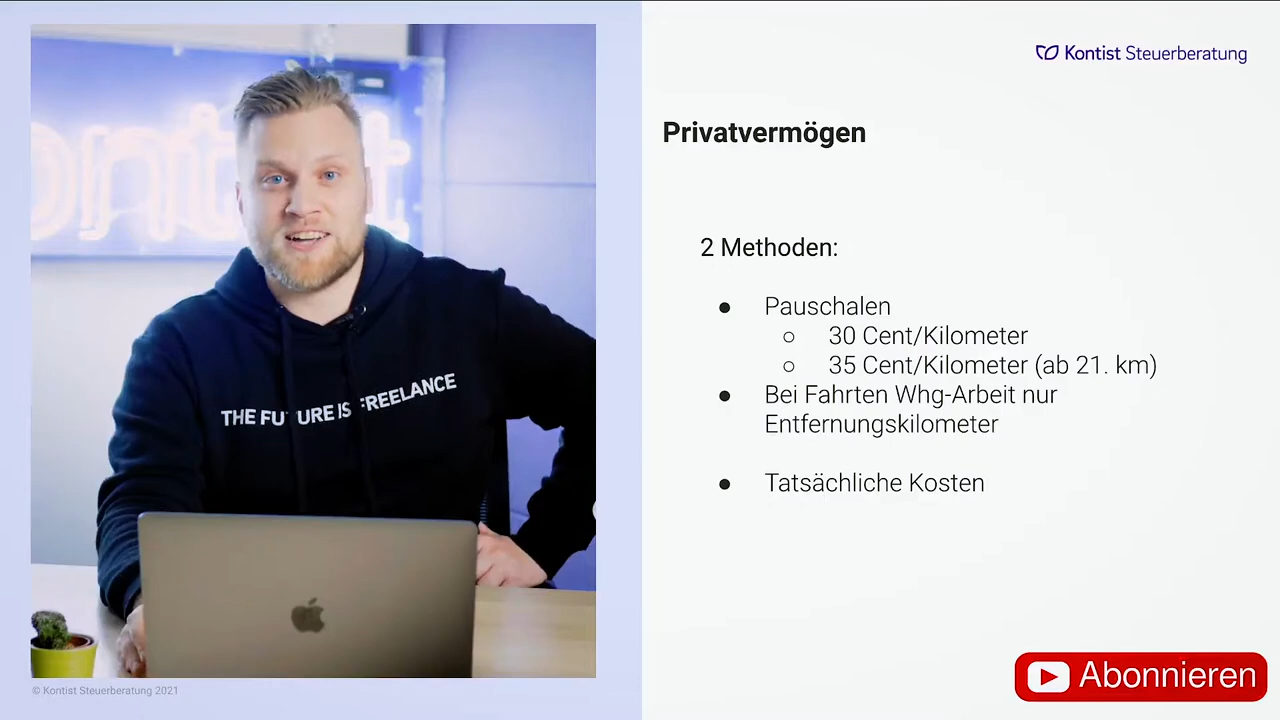 Kontist Steuerberatung
Privatvermögen
2 Methoden:
● Pauschalen
○ 30 Cent/Kilometer
○ 35 Cent/Kilometer (ab 21. km)
● Bei Fahrten Whg-Arbeit nur
Entfernungskilometer
● Tatsächliche Kosten
THE FUTURE IS FREELANCE
© Kontist Steuerberatung 2021
Abonnieren